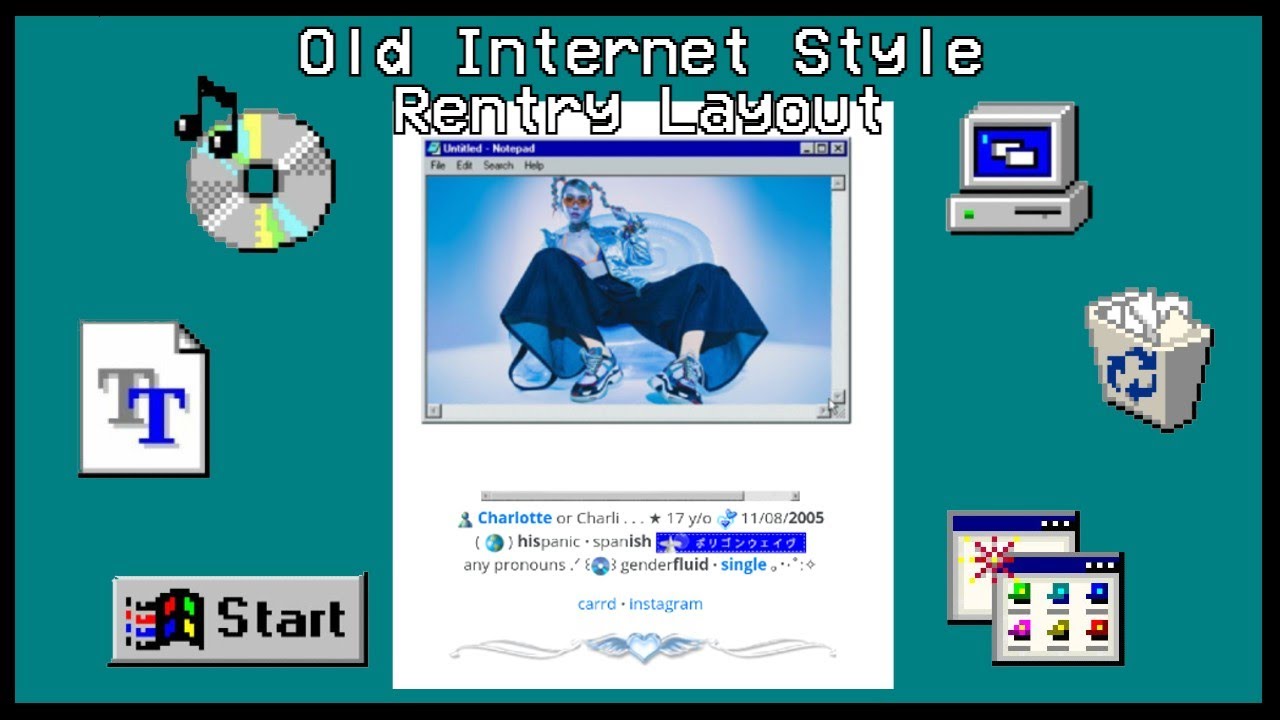 Old Internet Style
Rentry Layout
Untitled - Notepad
File Edit Search Help
TT
Charlotte or Charli . . . ★ 17 y/o 11/08/2005
( ) hispanic · spanish ポリゴンウェイヴ
any pronouns .ᐟ ꒰ ꒱ genderfluid · single ｡･:*˚:✧
carrd · instagram
Start